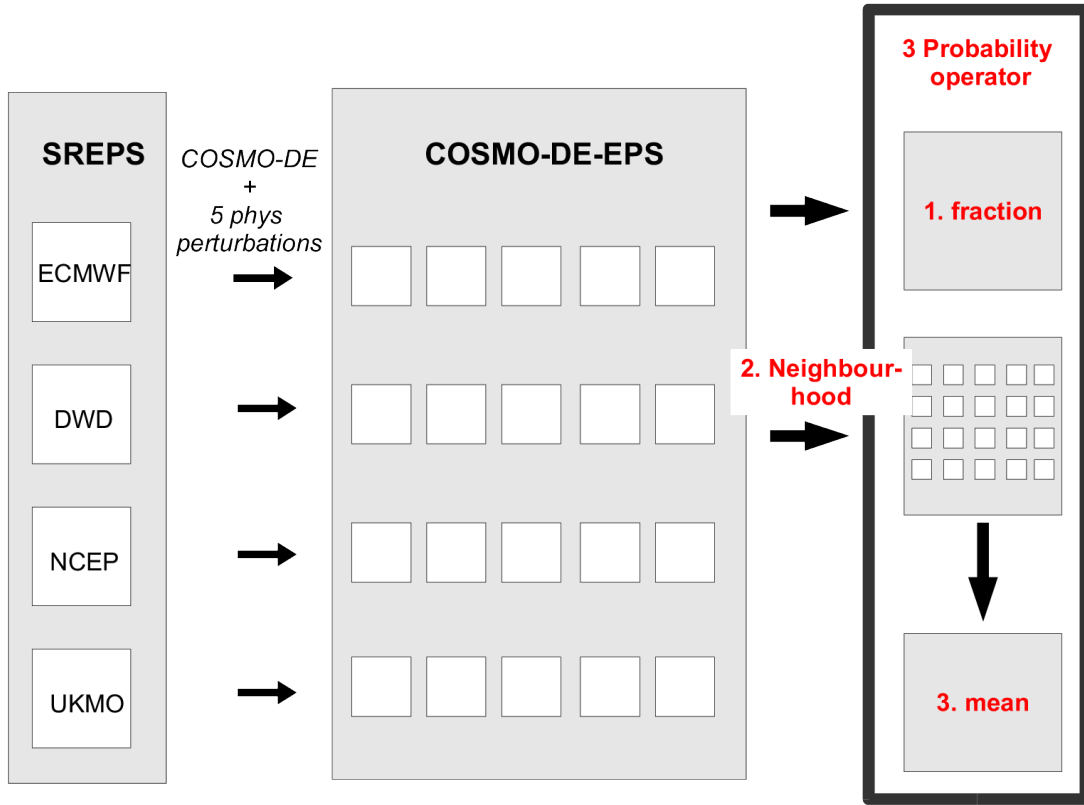 SREPS
ECMWF
DWD
NCEP
UKMO
COSMO-DE
+
5 phys
perturbations
COSMO-DE-EPS
2. Neighbour-
hood
3 Probability
operator
1. fraction
3. mean